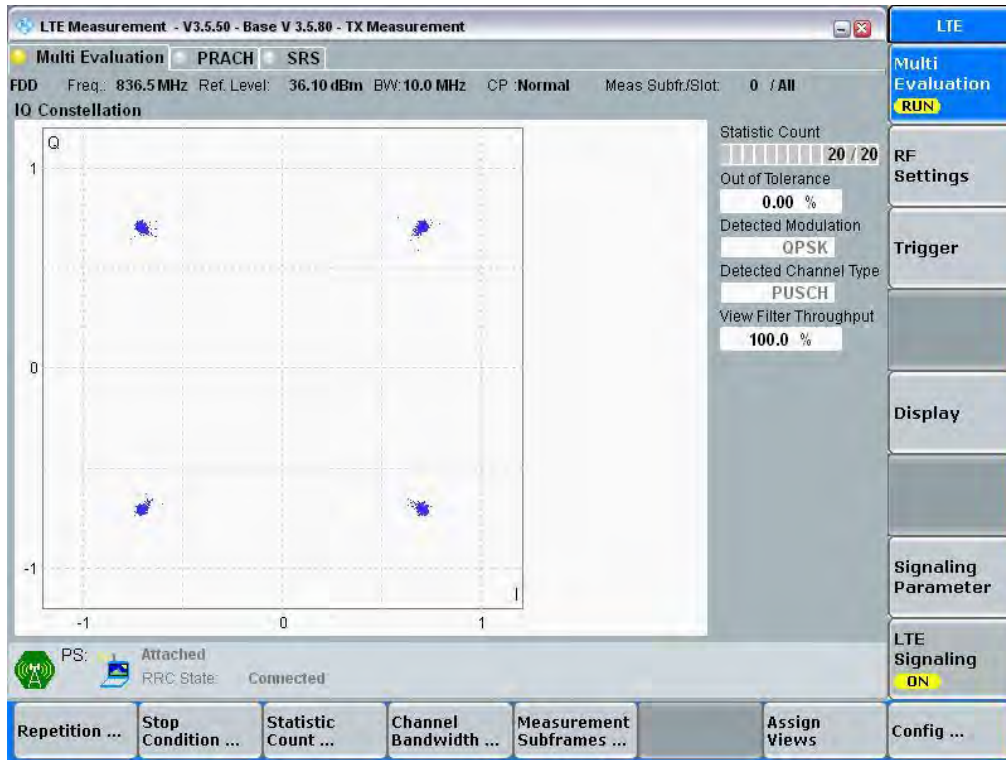 LTE Measurement - V3.5.50 - Base V 3.5.80 - TX Measurement
LTE
Multi Evaluation PRACH SRS
FDD Freq.: 836.5 MHz Ref. Level: 36.10 dBm BW: 10.0 MHz CP :Normal Meas Subfr./Slot: 0 / All
IQ Constellation
Q
1
0
-1
I
-1 0 1
Statistic Count
20 / 20
Out of Tolerance
0.00 %
Detected Modulation
QPSK
Detected Channel Type
PUSCH
View Filter Throughput
100.0 %
Multi
Evaluation
RUN
RF
Settings
Trigger
Display
Signaling
Parameter
LTE
Signaling
ON
PS: Attached
RRC State: Connected
Repetition ...
Stop
Condition ...
Statistic
Count ...
Channel
Bandwidth ...
Measurement
Subframes ...
Assign
Views
Config ...